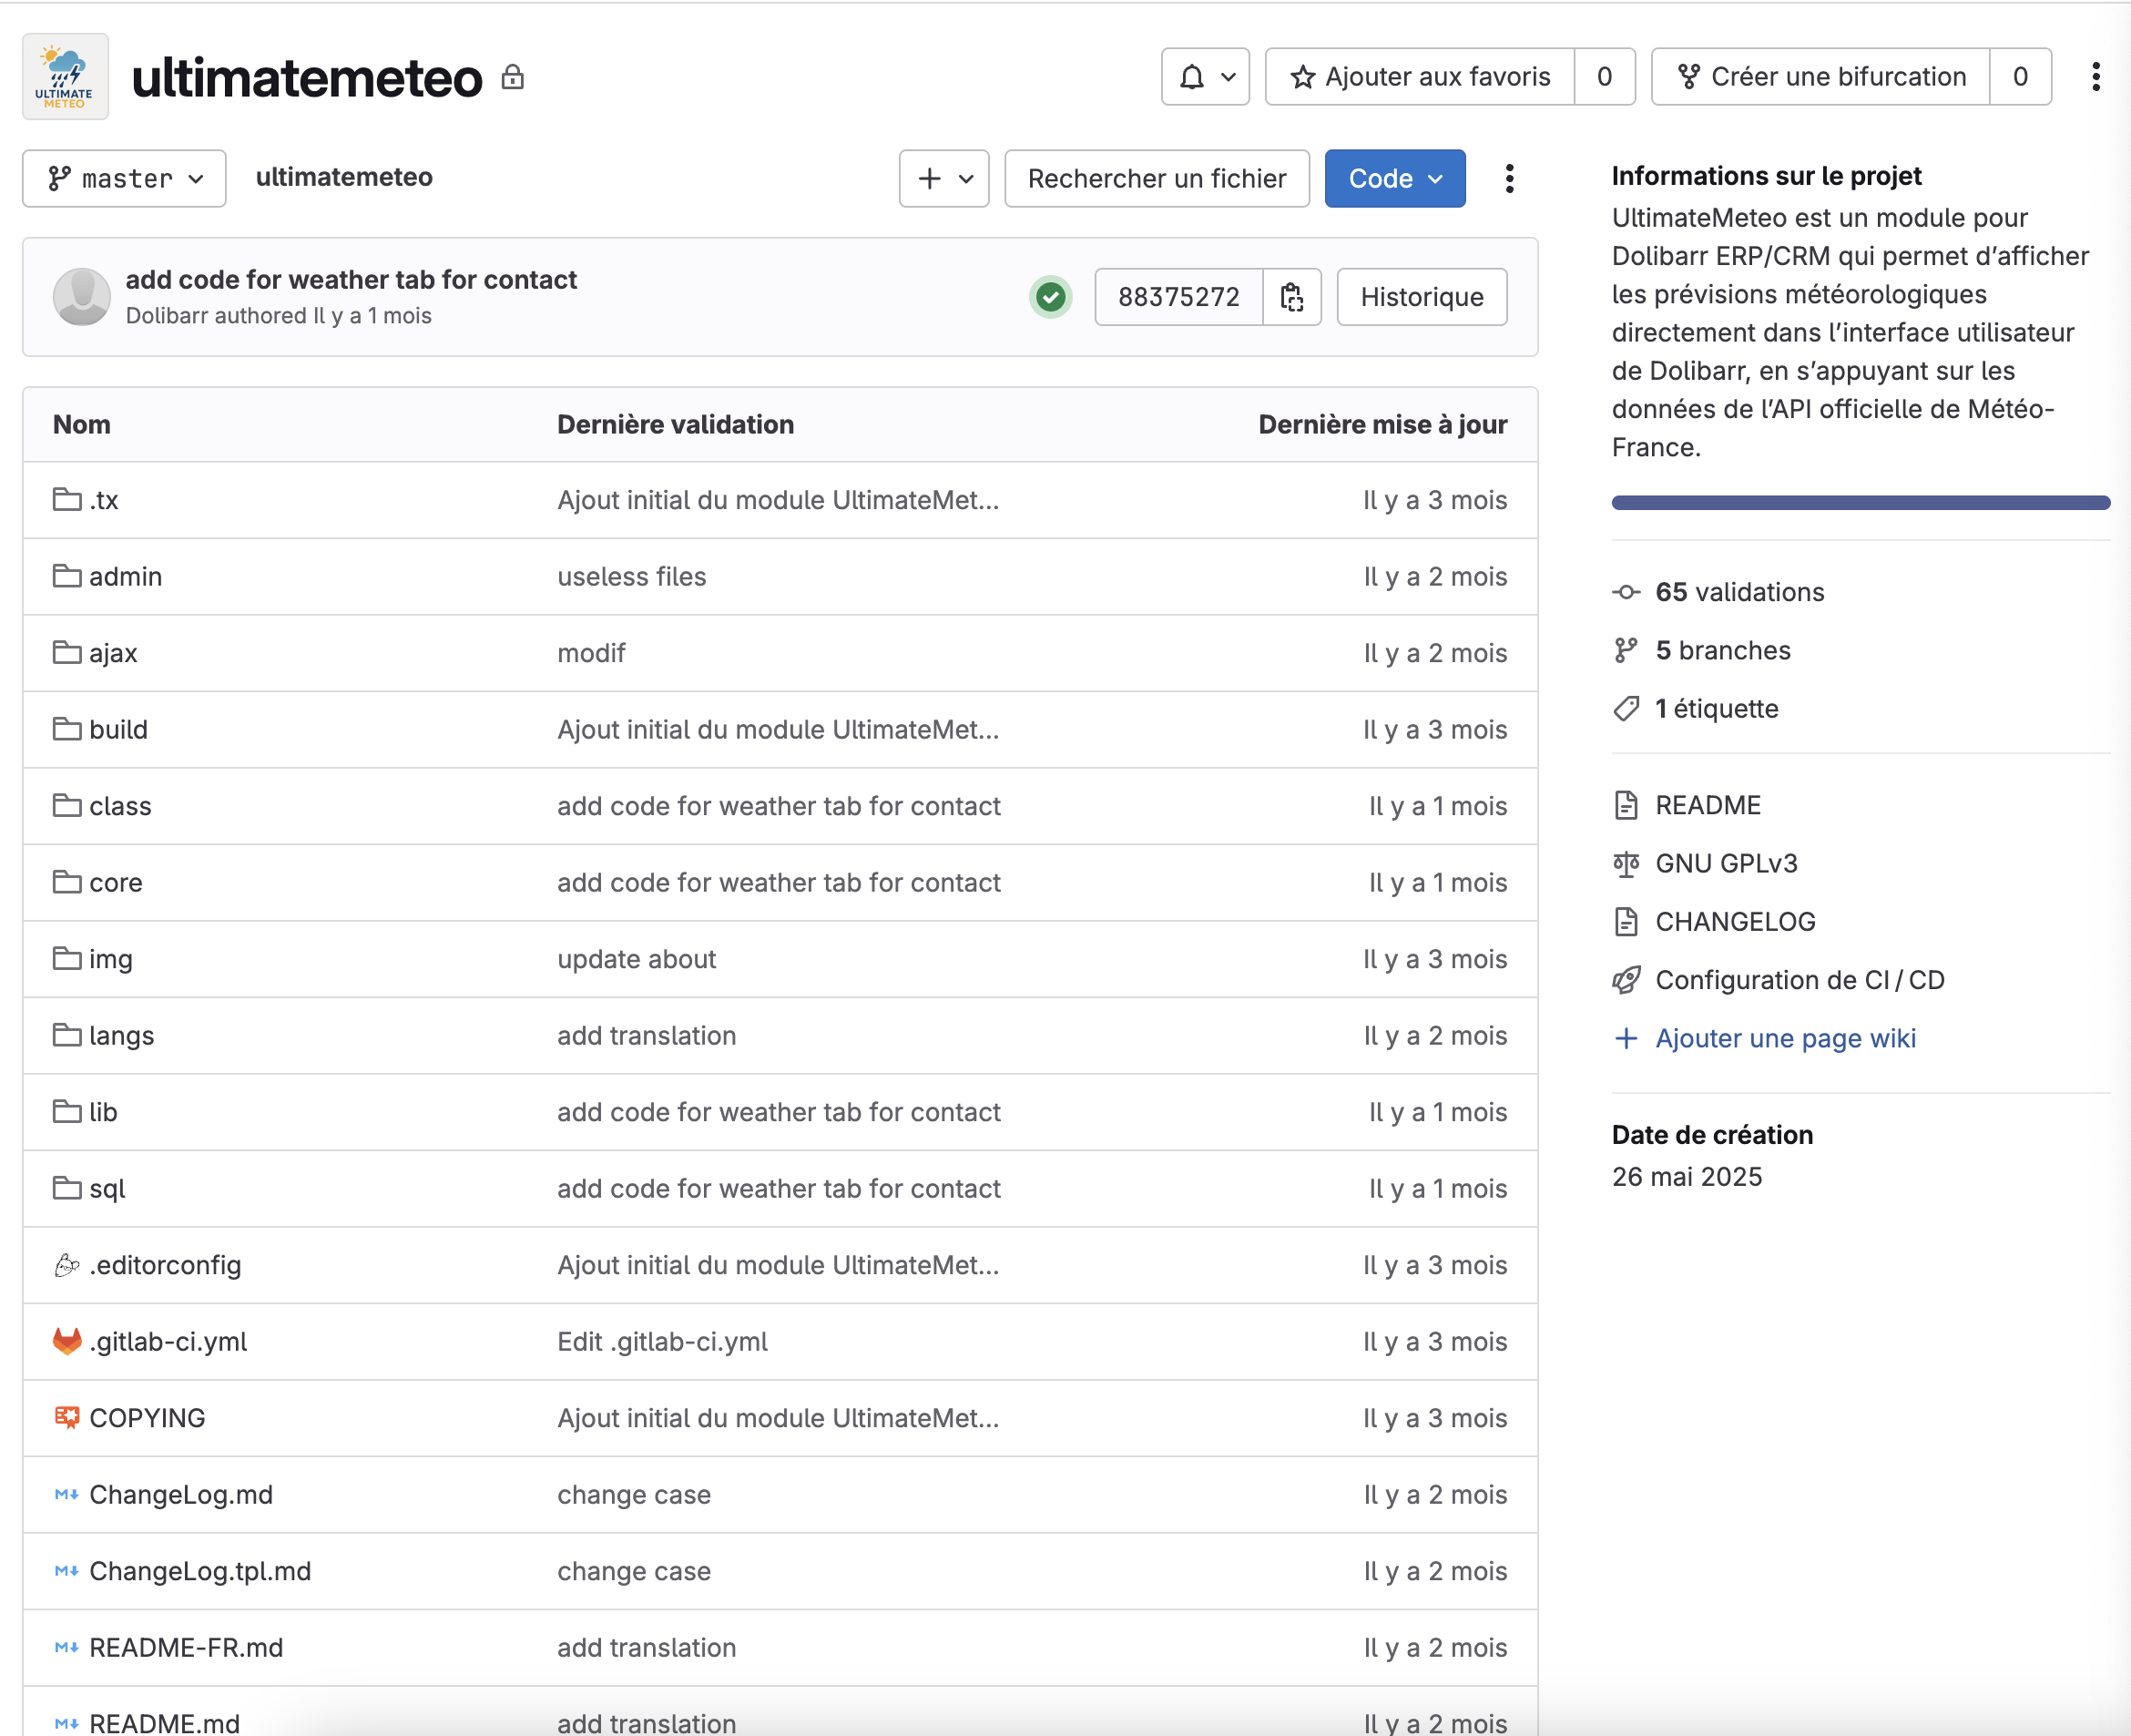 ULTIMATE
METEO
ultimatemeteo
Ajouter aux favoris 0
Créer une bifurcation 0
master
ultimatemeteo
Rechercher un fichier
Code
add code for weather tab for contact
Dolibarr authored Il y a 1 mois
88375272
Historique
Nom Dernière validation Dernière mise à jour
.tx Ajout initial du module UltimateMet... Il y a 3 mois
admin useless files Il y a 2 mois
ajax modif Il y a 2 mois
build Ajout initial du module UltimateMet... Il y a 3 mois
class add code for weather tab for contact Il y a 1 mois
core add code for weather tab for contact Il y a 1 mois
img update about Il y a 3 mois
langs add translation Il y a 2 mois
lib add code for weather tab for contact Il y a 1 mois
sql add code for weather tab for contact Il y a 1 mois
.editorconfig Ajout initial du module UltimateMet... Il y a 3 mois
.gitlab-ci.yml Edit .gitlab-ci.yml Il y a 3 mois
COPYING Ajout initial du module UltimateMet... Il y a 3 mois
ChangeLog.md change case Il y a 2 mois
ChangeLog.tpl.md change case Il y a 2 mois
README-FR.md add translation Il y a 2 mois
README.md add translation Il y a 2 mois
Informations sur le projet
UltimateMeteo est un module pour
Dolibarr ERP/CRM qui permet d’afficher
les prévisions météorologiques
directement dans l’interface utilisateur
de Dolibarr, en s’appuyant sur les
données de l’API officielle de Météo-
France.
65 validations
5 branches
1 étiquette
README
GNU GPLv3
CHANGELOG
Configuration de CI / CD
Ajouter une page wiki
Date de création
26 mai 2025